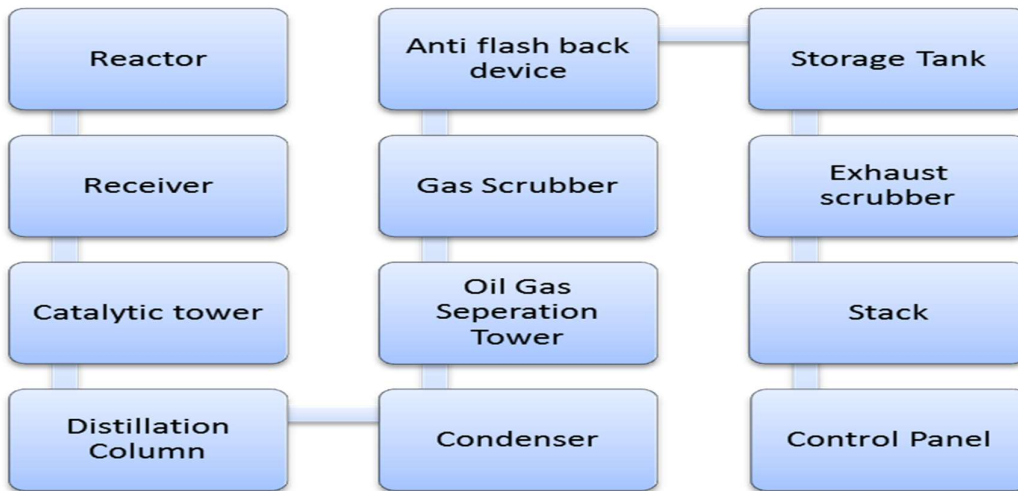 Reactor
Receiver
Catalytic tower
Distillation
Column
Condenser
Oil Gas
Seperation
Tower
Gas Scrubber
Anti flash back
device
Storage Tank
Exhaust
scrubber
Stack
Control Panel